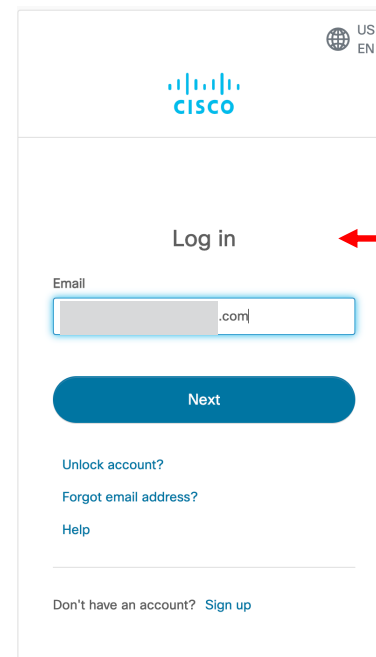 US
EN
CISCO
Log in
Email
.com
Next
Unlock account?
Forgot email address?
Help
Don't have an account? Sign up